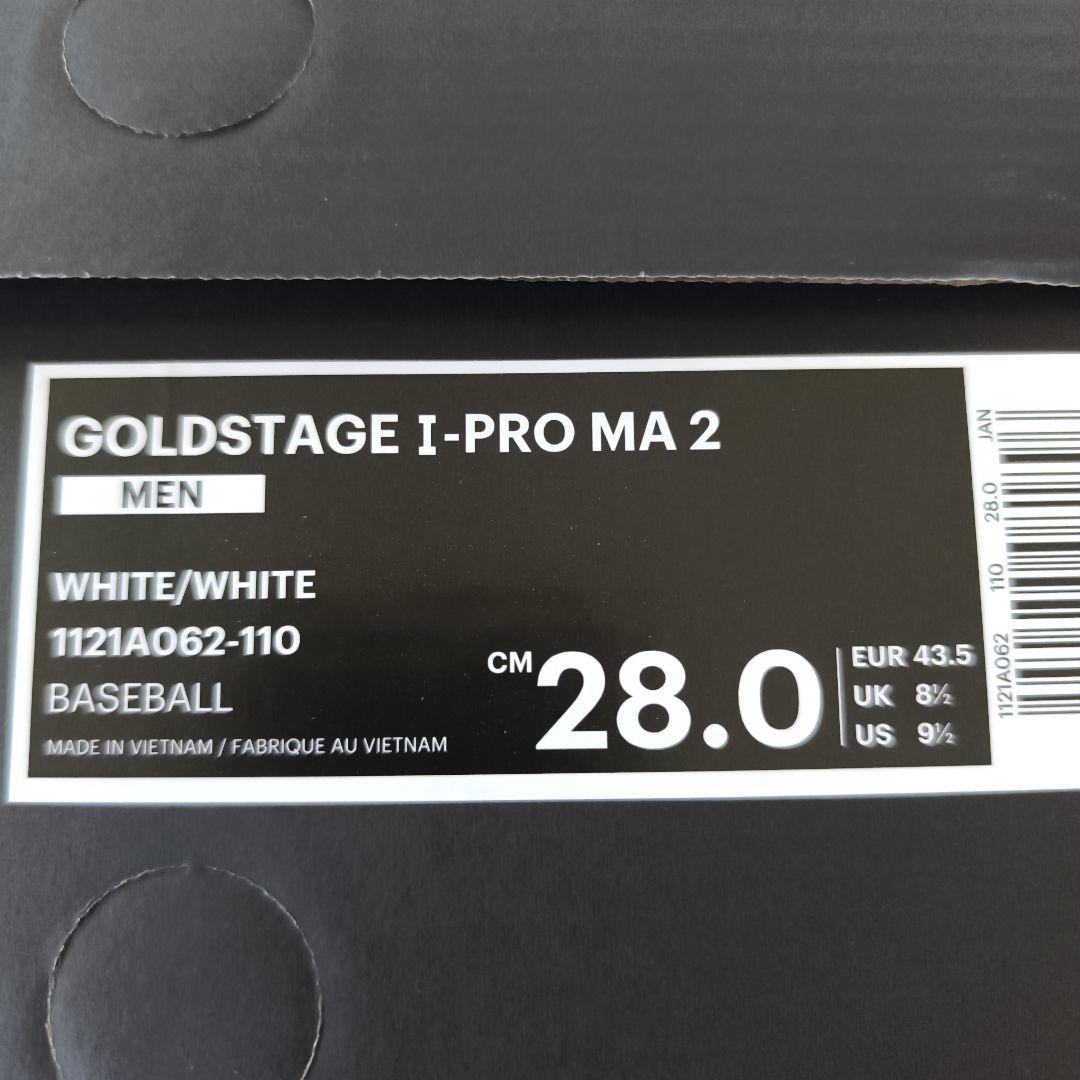 GOLDSTAGE I-PRO MA 2
MEN
WHITE/WHITE
1121A062-110
BASEBALL
MADE IN VIETNAM / FABRIQUE AU VIETNAM
CM 28.0
EUR 43.5
UK 8½
US 9½
1121A062 110 28.0 JAN